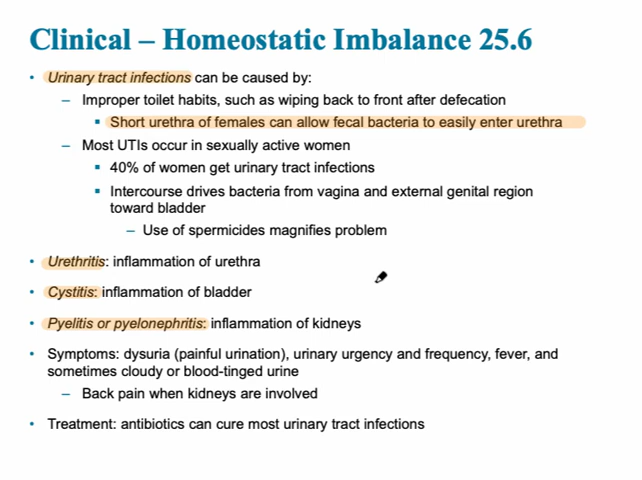 Clinical – Homeostatic Imbalance 25.6
• Urinary tract infections can be caused by:
– Improper toilet habits, such as wiping back to front after defecation
▪ Short urethra of females can allow fecal bacteria to easily enter urethra
– Most UTIs occur in sexually active women
▪ 40% of women get urinary tract infections
▪ Intercourse drives bacteria from vagina and external genital region
toward bladder
– Use of spermicides magnifies problem
• Urethritis: inflammation of urethra
• Cystitis: inflammation of bladder
• Pyelitis or pyelonephritis: inflammation of kidneys
• Symptoms: dysuria (painful urination), urinary urgency and frequency, fever, and
sometimes cloudy or blood-tinged urine
– Back pain when kidneys are involved
• Treatment: antibiotics can cure most urinary tract infections